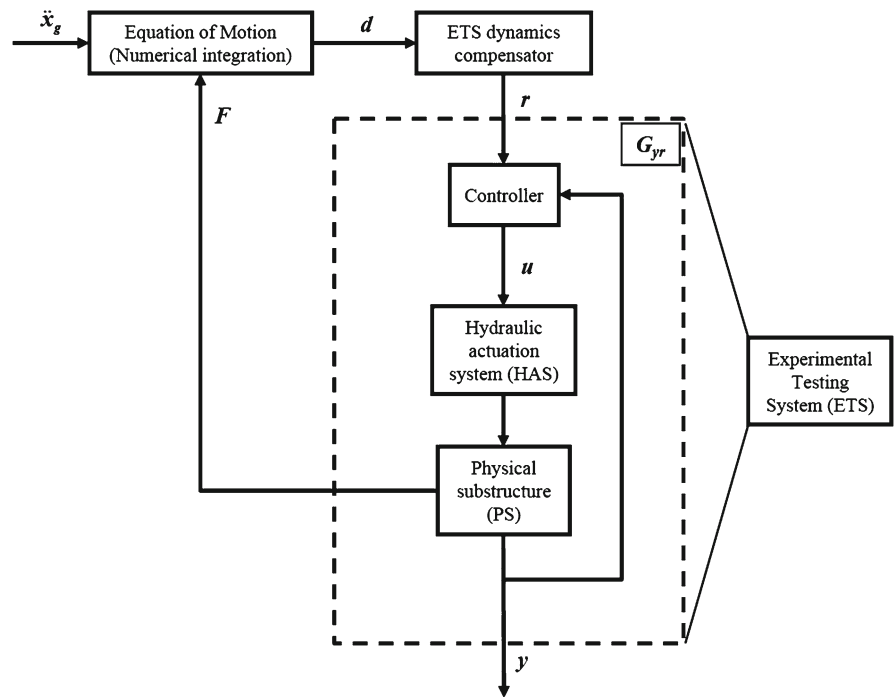 ẍg
Equation of Motion
(Numerical integration)
d
ETS dynamics
compensator
F
r
Gyr
Controller
u
Hydraulic
actuation
system (HAS)
Experimental
Testing
System (ETS)
Physical
substructure
(PS)
y